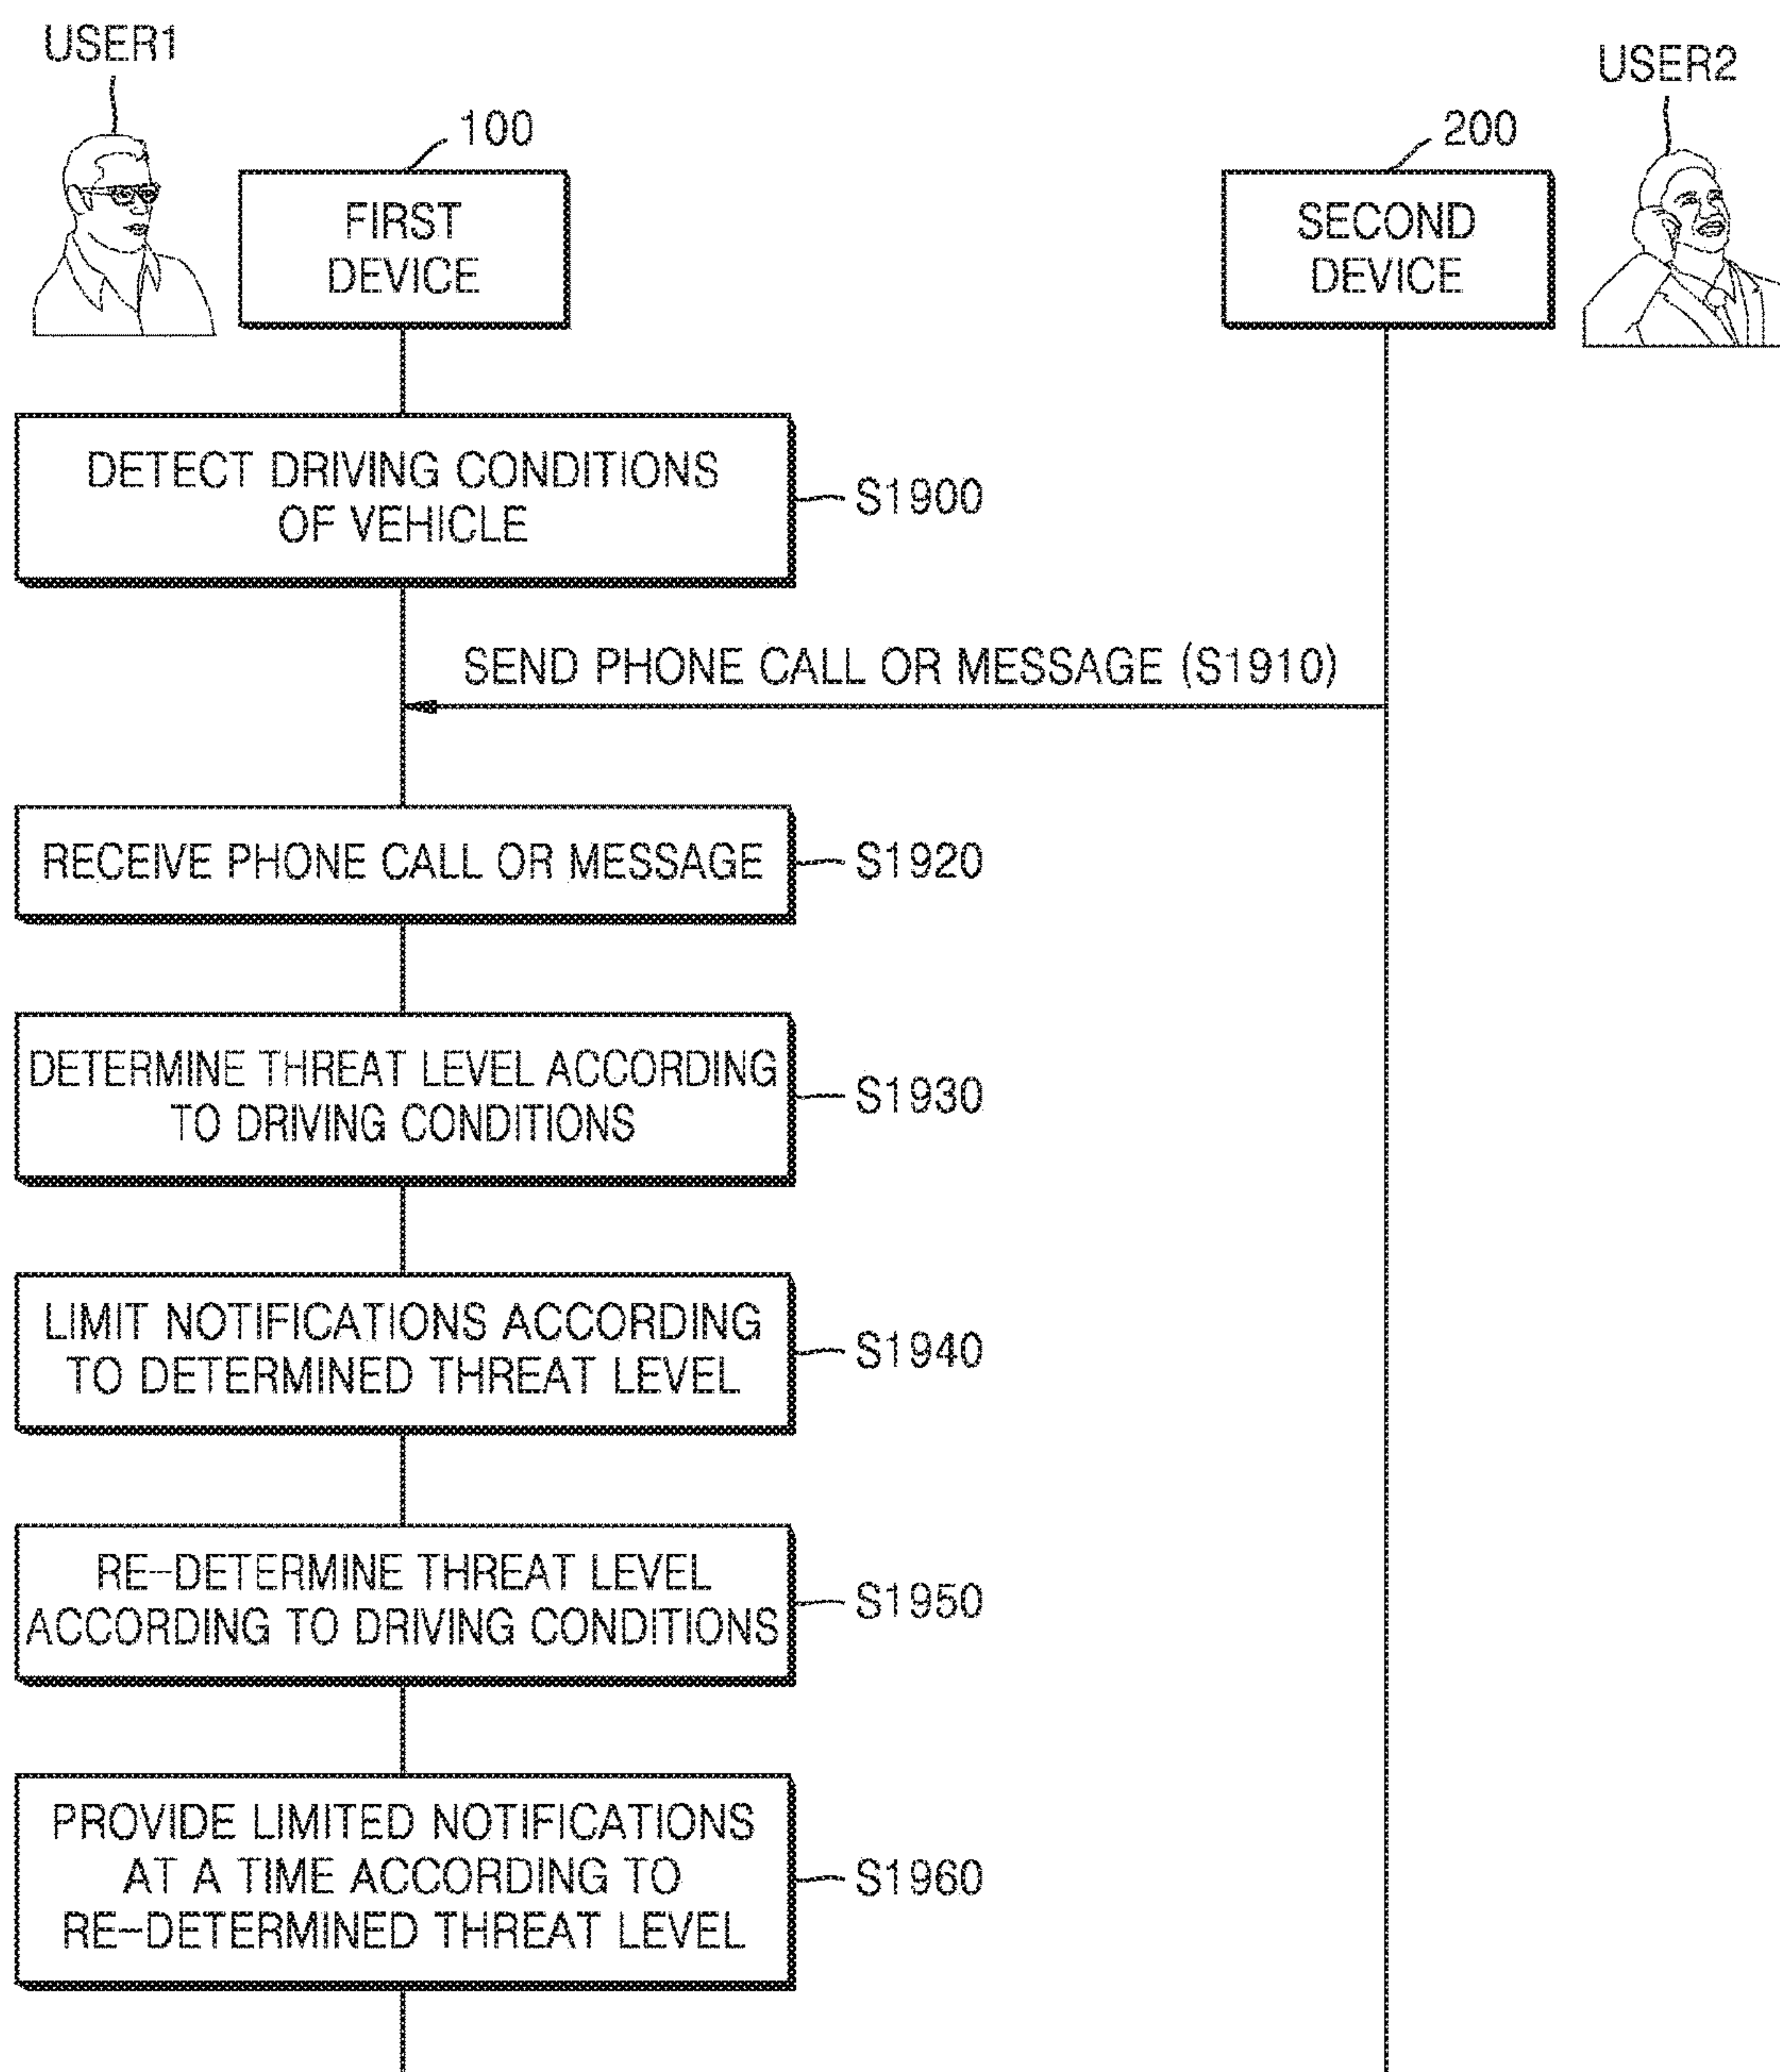 USER1
USER2
100
200
FIRST
DEVICE
SECOND
DEVICE
DETECT DRIVING CONDITIONS
OF VEHICLE
S1900
SEND PHONE CALL OR MESSAGE (S1910)
RECEIVE PHONE CALL OR MESSAGE
S1920
DETERMINE THREAT LEVEL ACCORDING
TO DRIVING CONDITIONS
S1930
LIMIT NOTIFICATIONS ACCORDING
TO DETERMINED THREAT LEVEL
S1940
RE-DETERMINE THREAT LEVEL
ACCORDING TO DRIVING CONDITIONS
S1950
PROVIDE LIMITED NOTIFICATIONS
AT A TIME ACCORDING TO
RE-DETERMINED THREAT LEVEL
S1960